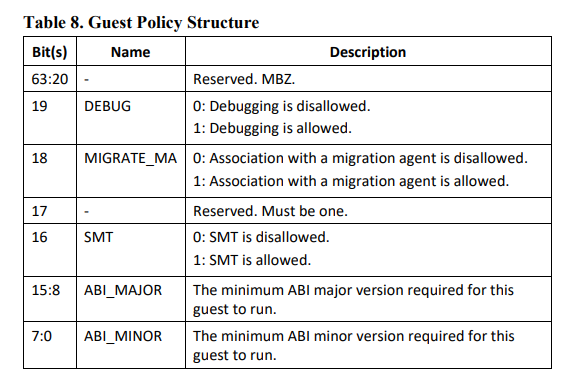 Table 8. Guest Policy Structure
Bit(s) Name Description
63:20 - Reserved. MBZ.
19 DEBUG 0: Debugging is disallowed.
1: Debugging is allowed.
18 MIGRATE_MA 0: Association with a migration agent is disallowed.
1: Association with a migration agent is allowed.
17 - Reserved. Must be one.
16 SMT 0: SMT is disallowed.
1: SMT is allowed.
15:8 ABI_MAJOR The minimum ABI major version required for this
guest to run.
7:0 ABI_MINOR The minimum ABI minor version required for this
guest to run.